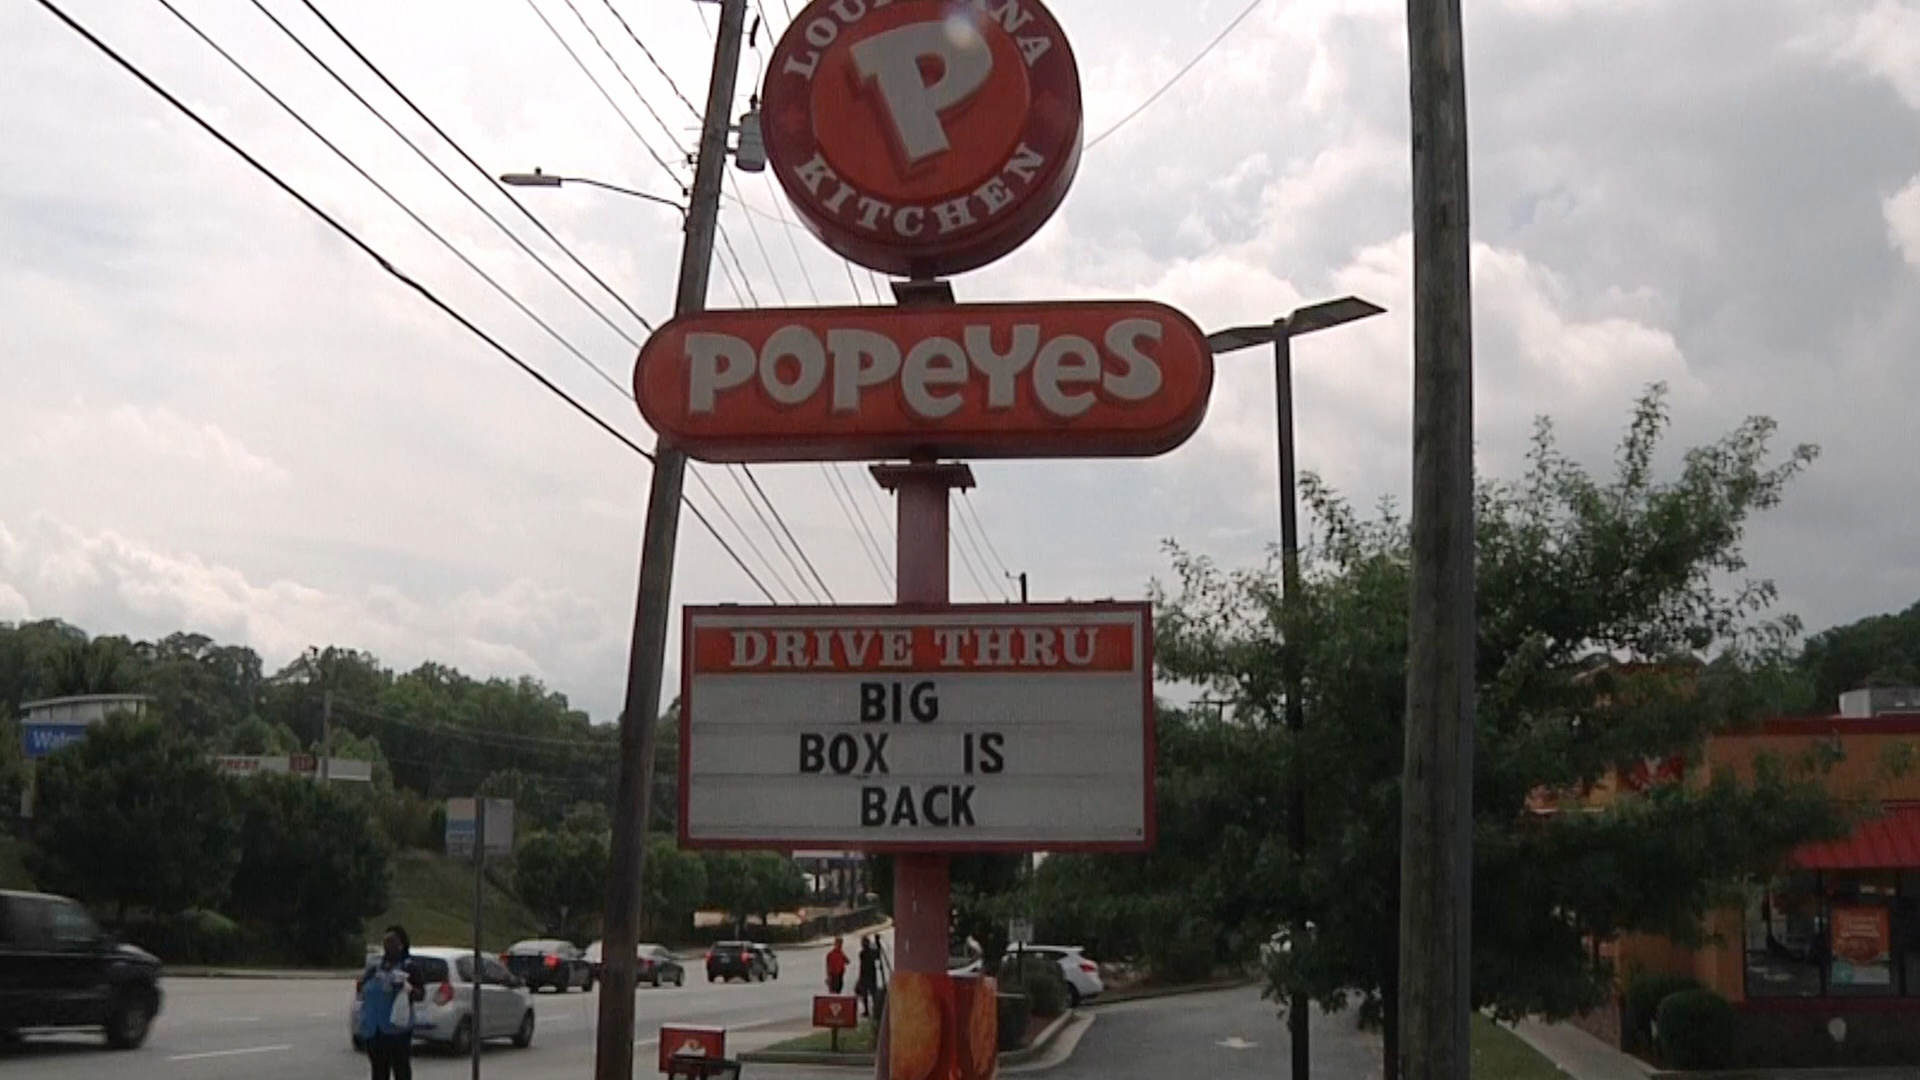 LOUISIANA
P
KITCHEN
POPEYES
DRIVE THRU
BIG
BOX IS
BACK